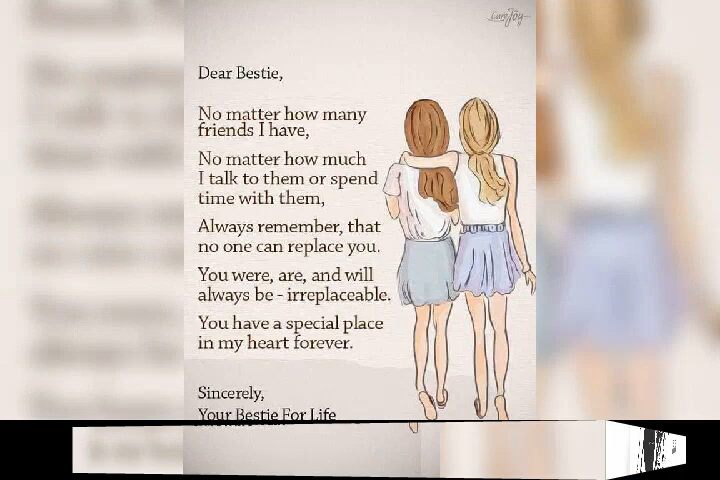 CureJoy
Dear Bestie,
No matter how many
friends I have,
No matter how much
I talk to them or spend
time with them,
Always remember, that
no one can replace you.
You were, are, and will
always be - irreplaceable.
You have a special place
in my heart forever.
Sincerely,
Your Bestie For Life